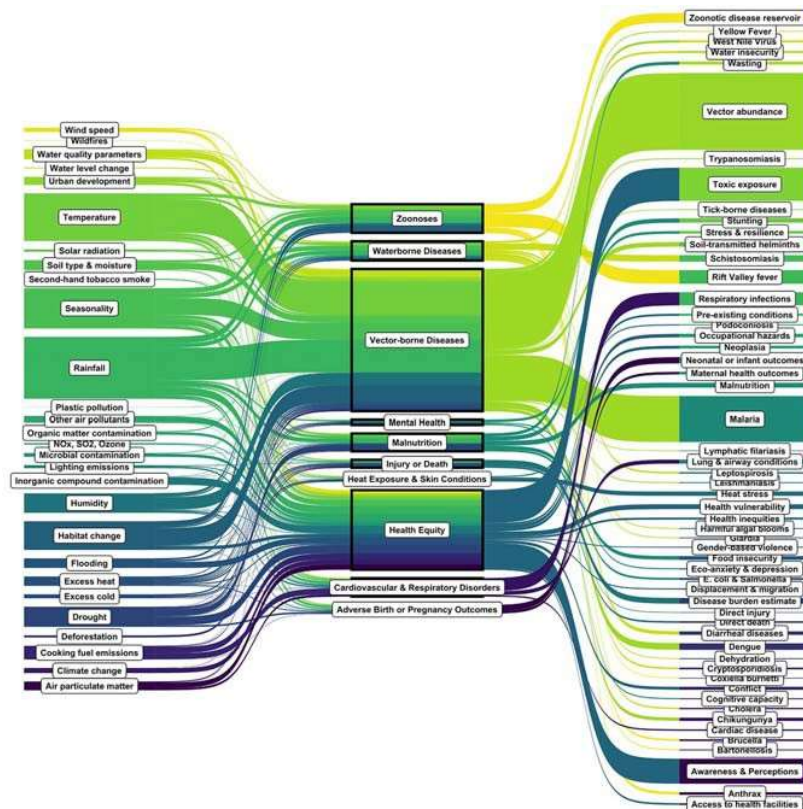 Wind speed
Wildfires
Water quality parameters
Water level change
Urban development
Temperature
Solar radiation
Soil type & moisture
Second-hand tobacco smoke
Seasonality
Rainfall
Plastic pollution
Other air pollutants
Organic matter contamination
NOx, SO2, Ozone
Microbial contamination
Lighting emissions
Inorganic compound contamination
Humidity
Habitat change
Flooding
Excess heat
Excess cold
Drought
Deforestation
Cooking fuel emissions
Climate change
Air particulate matter
Zoonoses
Waterborne Diseases
Vector-borne Diseases
Mental Health
Malnutrition
Injury or Death
Heat Exposure & Skin Conditions
Health Equity
Cardiovascular & Respiratory Disorders
Adverse Birth or Pregnancy Outcomes
Zoonotic disease reservoir
Yellow Fever
West Nile Virus
Water insecurity
Wasting
Vector abundance
Trypanosomiasis
Toxic exposure
Tick-borne diseases
Stunting
Stress & resilience
Soil-transmitted helminths
Schistosomiasis
Rift Valley fever
Respiratory infections
Pre-existing conditions
Podoconiosis
Occupational hazards
Neoplasia
Neonatal or infant outcomes
Maternal health outcomes
Malnutrition
Malaria
Lymphatic filariasis
Lung & airway conditions
Leptospirosis
Leishmaniasis
Heat stress
Health vulnerability
Health inequities
Harmful algal blooms
Giardia
Gender-based violence
Food insecurity
Eco-anxiety & depression
E. coli & Salmonella
Displacement & migration
Disease burden estimate
Direct injury
Direct death
Diarrheal diseases
Dengue
Dehydration
Cryptosporidiosis
Coxiella burnetti
Conflict
Cognitive capacity
Cholera
Chikungunya
Cardiac disease
Brucella
Bartonellosis
Awareness & Perceptions
Anthrax
Access to health facilities